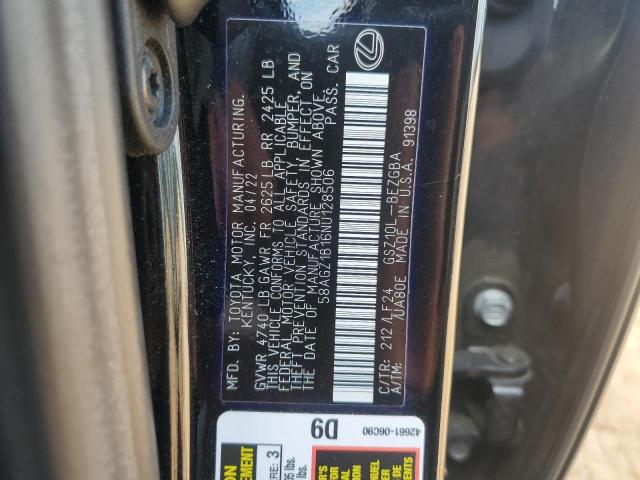 MFD. BY: TOYOTA MOTOR MANUFACTURING.
KENTUCKY, INC. 04/22
GVWR 4740 LB GAWR FR 2625 LB RR 2425 LB
THIS VEHICLE CONFORMS TO ALL APPLICABLE
FEDERAL MOTOR VEHICLE SAFETY, BUMPER, AND
THEFT PREVENTION STANDARDS IN EFFECT ON
THE DATE OF MANUFACTURE SHOWN ABOVE.
58AGZ1B16NU128506 PASS. CAR
C/TR: 212/LF24 GSZ10L-BEZGBA
A/TM: /UA80E MADE IN U.S.A. 91398
D9
42661-06C90